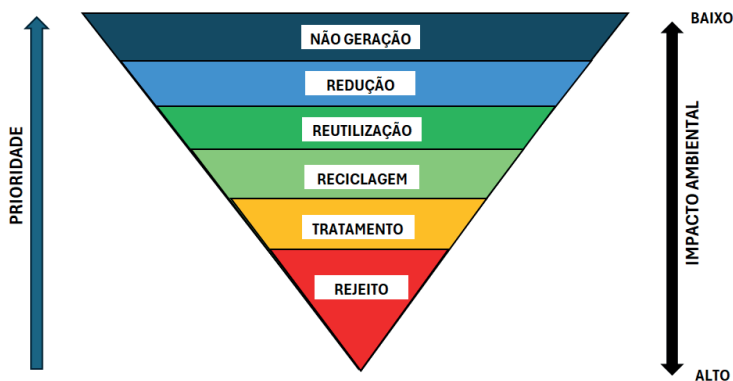 BAIXO
NÃO GERAÇÃO
REDUÇÃO
REUTILIZAÇÃO
RECICLAGEM
TRATAMENTO
REJEITO
PRIORIDADE
IMPACTO AMBIENTAL
ALTO